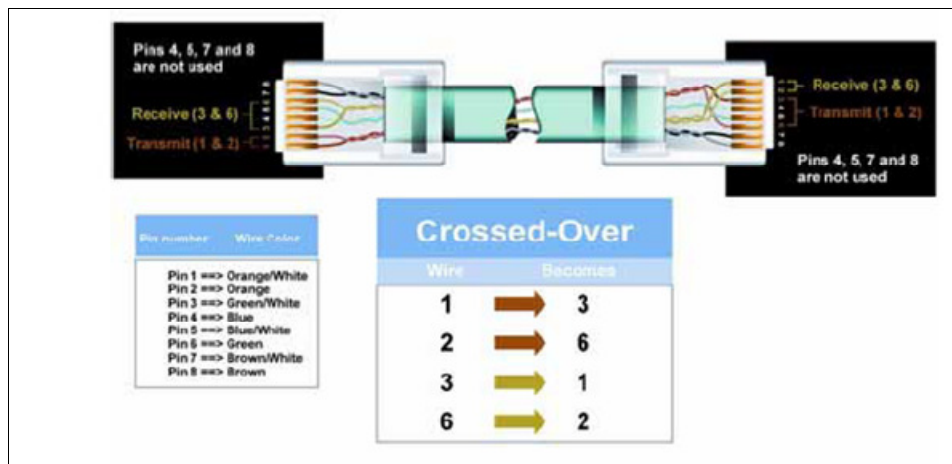 Pins 4, 5, 7 and 8
are not used
Receive (3 & 6)
Transmit (1 & 2)
Receive (3 & 6)
Transmit (1 & 2)
Pins 4, 5, 7 and 8
are not used
Pin number Wire Color
Pin 1 ==> Orange/White
Pin 2 ==> Orange
Pin 3 ==> Green/White
Pin 4 ==> Blue
Pin 5 ==> Blue/White
Pin 6 ==> Green
Pin 7 ==> Brown/White
Pin 8 ==> Brown
Crossed-Over
Wire Becomes
1 3
2 6
3 1
6 2